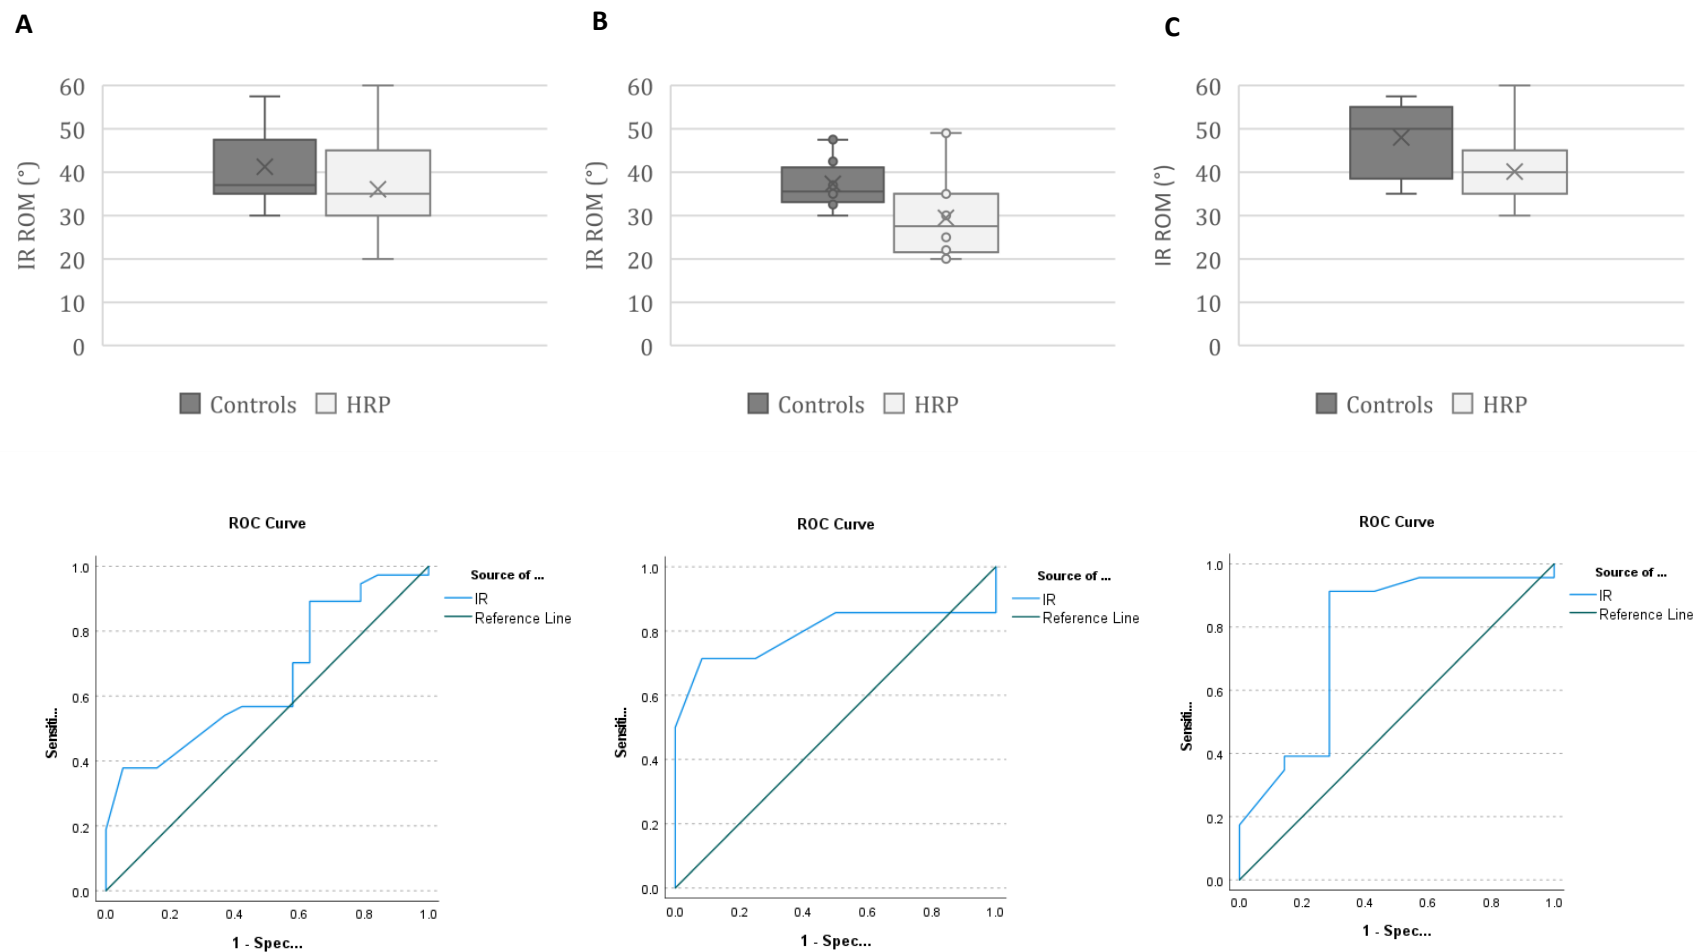 A
60
50
40
30
20
10
0
IR ROM (°)
Controls
HRP
B
60
50
40
30
20
10
0
IR ROM (°)
Controls
HRP
C
60
50
40
30
20
10
0
IR ROM (°)
Controls
HRP
ROC Curve
1.0
0.8
0.6
0.4
0.2
0.0
Sensiti...
0.0 0.2 0.4 0.6 0.8 1.0
1 - Spec...
Source of ...
IR
Reference Line
ROC Curve
1.0
0.8
0.6
0.4
0.2
0.0
Sensiti...
0.0 0.2 0.4 0.6 0.8 1.0
1 - Spec...
Source of ...
IR
Reference Line
ROC Curve
1.0
0.8
0.6
0.4
0.2
0.0
Sensiti...
0.0 0.2 0.4 0.6 0.8 1.0
1 - Spec...
Source of ...
IR
Reference Line